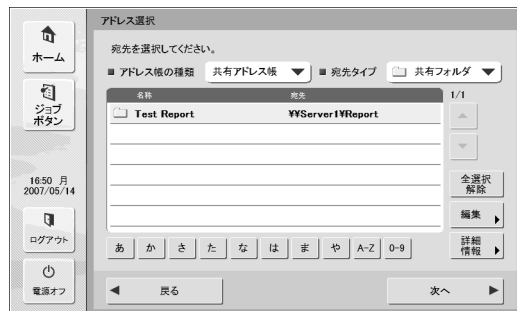 アドレス選択
ホーム
宛先を選択してください。
■ アドレス帳の種類 共有アドレス帳 ▼ ■ 宛先タイプ 共有フォルダ ▼
ジョブ
ボタン
名称 宛先 1/1
Test Report ¥¥Server1¥Report
16:50 月
2007/05/14
全選択
解除
編集
ログアウト
あ か さ た な は ま や A-Z 0-9
詳細
情報
電源オフ
戻る 次へ